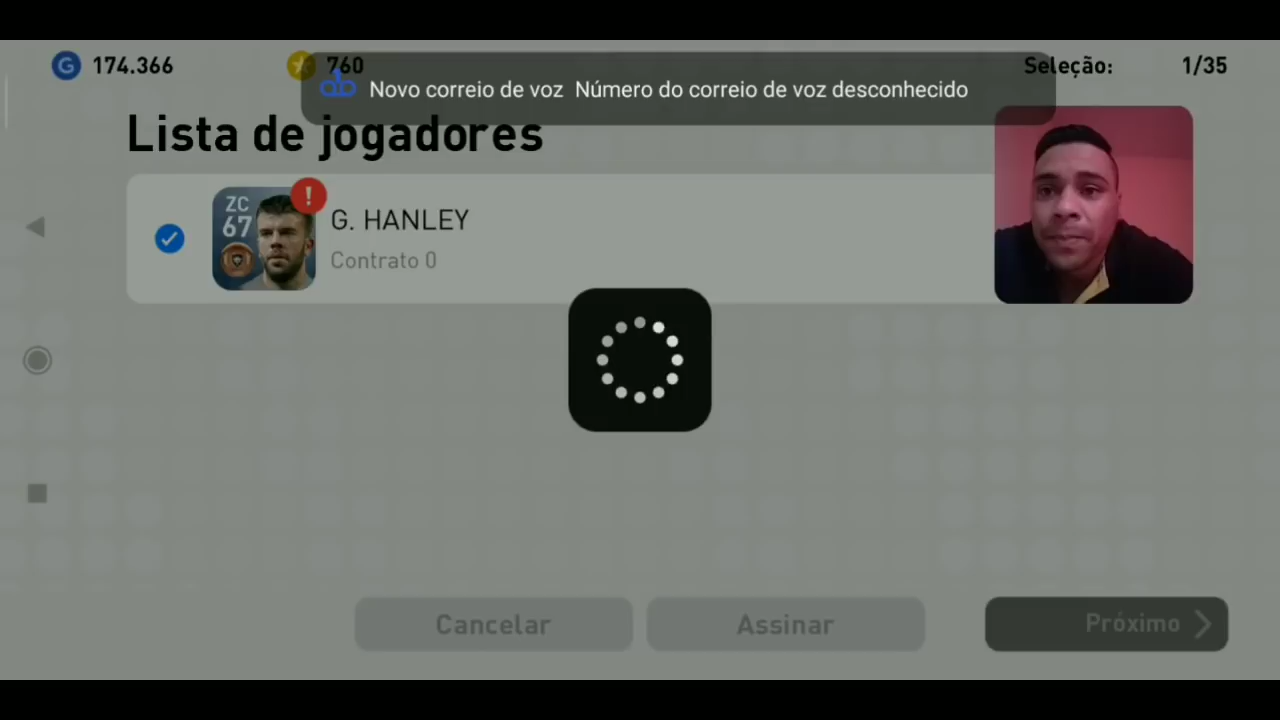 174.366
760
Seleção: 1/35
Novo correio de voz Número do correio de voz desconhecido
Lista de jogadores
ZC
67
!
G. HANLEY
Contrato 0
Cancelar
Assinar
Próximo